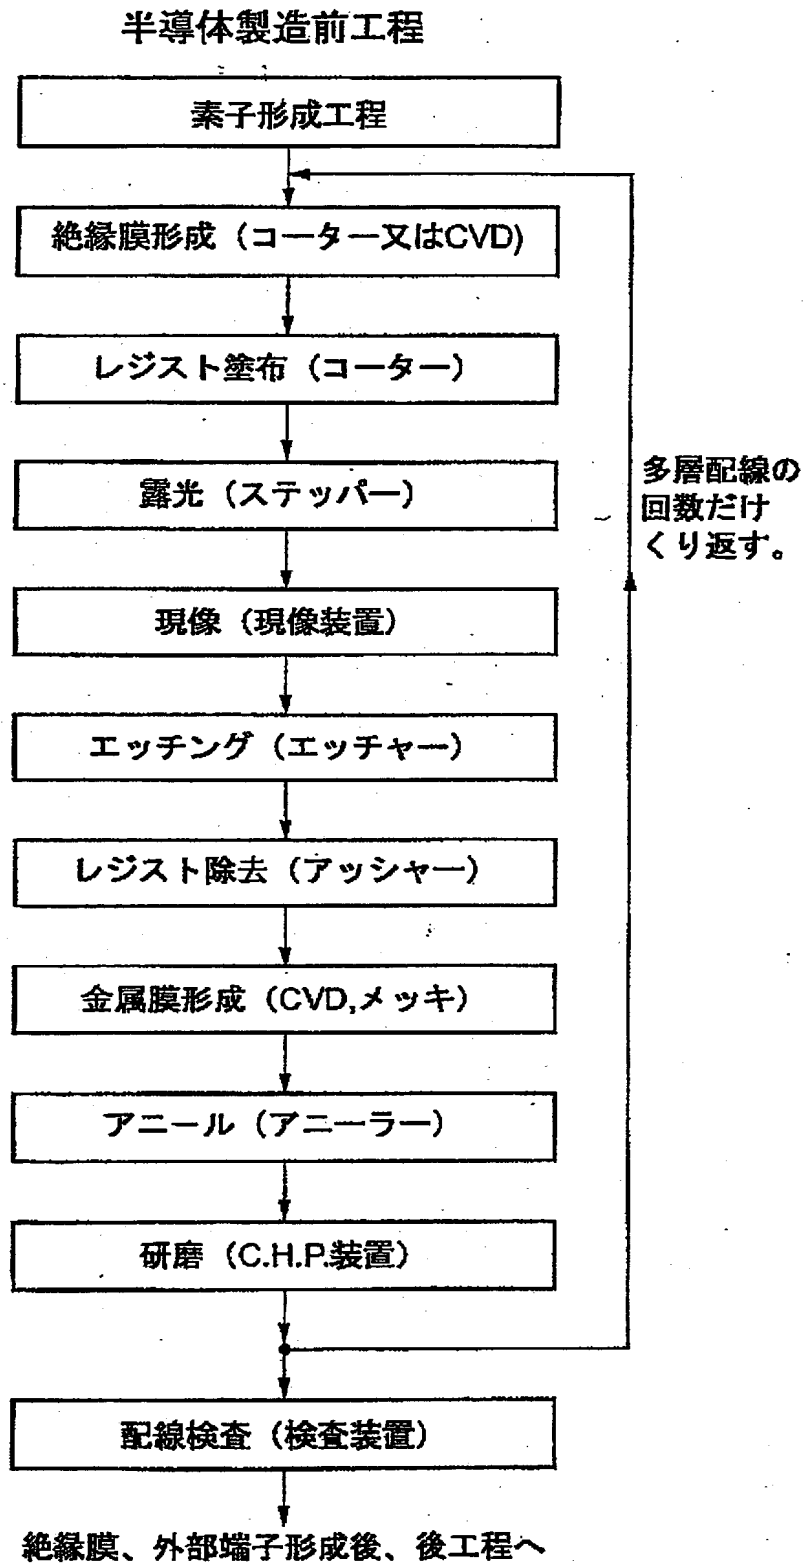 半導体製造前工程
素子形成工程
絶縁膜形成（コーター又はCVD)
レジスト塗布（コーター）
露光（ステッパー）
現像（現像装置）
エッチング（エッチャー）
レジスト除去（アッシャー）
金属膜形成（CVD,メッキ）
アニール（アニーラー）
研磨（C.H.P.装置）
配線検査（検査装置）
絶縁膜、外部端子形成後、後工程へ
多層配線の
回数だけ
くり返す。